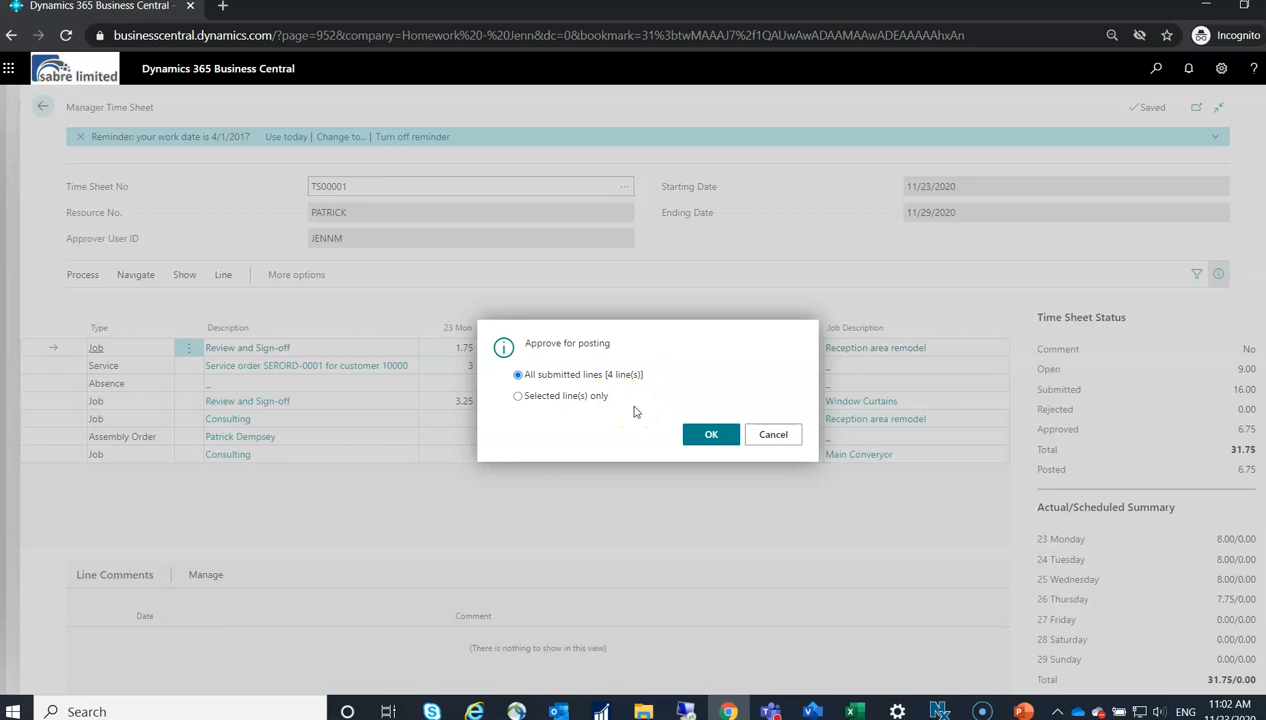 Dynamics 365 Business Central
businesscentral.dynamics.com/?page=952&company=Homework%20-%20Jenn&dc=0&bookmark=31%3btwMAAAJ7%2f1QAUwAwADAAMAAwADEAAAAAhxAn
Incognito
sabre limited
Dynamics 365 Business Central
Manager Time Sheet
Saved
Reminder: your work date is 4/1/2017 Use today | Change to... | Turn off reminder
Time Sheet No TS00001 Starting Date 11/23/2020
Resource No. PATRICK Ending Date 11/29/2020
Approver User ID JENNM
Process Navigate Show Line More options
Type Description 23 Mon Job Description
Job Review and Sign-off 1.75 Reception area remodel
Service Service order SERORD-0001 for customer 10000 3 _
Absence _ _
Job Review and Sign-off 3.25 Window Curtains
Job Consulting Reception area remodel
Assembly Order Patrick Dempsey _
Job Consulting Main Converyor
Approve for posting
All submitted lines [4 line(s)]
Selected line(s) only
OK Cancel
Time Sheet Status
Comment No
Open 9.00
Submitted 16.00
Rejected 0.00
Approved 6.75
Total 31.75
Posted 6.75
Actual/Scheduled Summary
23 Monday 8.00/0.00
24 Tuesday 8.00/0.00
25 Wednesday 8.00/0.00
26 Thursday 7.75/0.00
27 Friday 0.00/0.00
28 Saturday 0.00/0.00
29 Sunday 0.00/0.00
Total 31.75/0.00
Line Comments Manage
Date Comment
(There is nothing to show in this view)
Search
ENG
11:02 AM